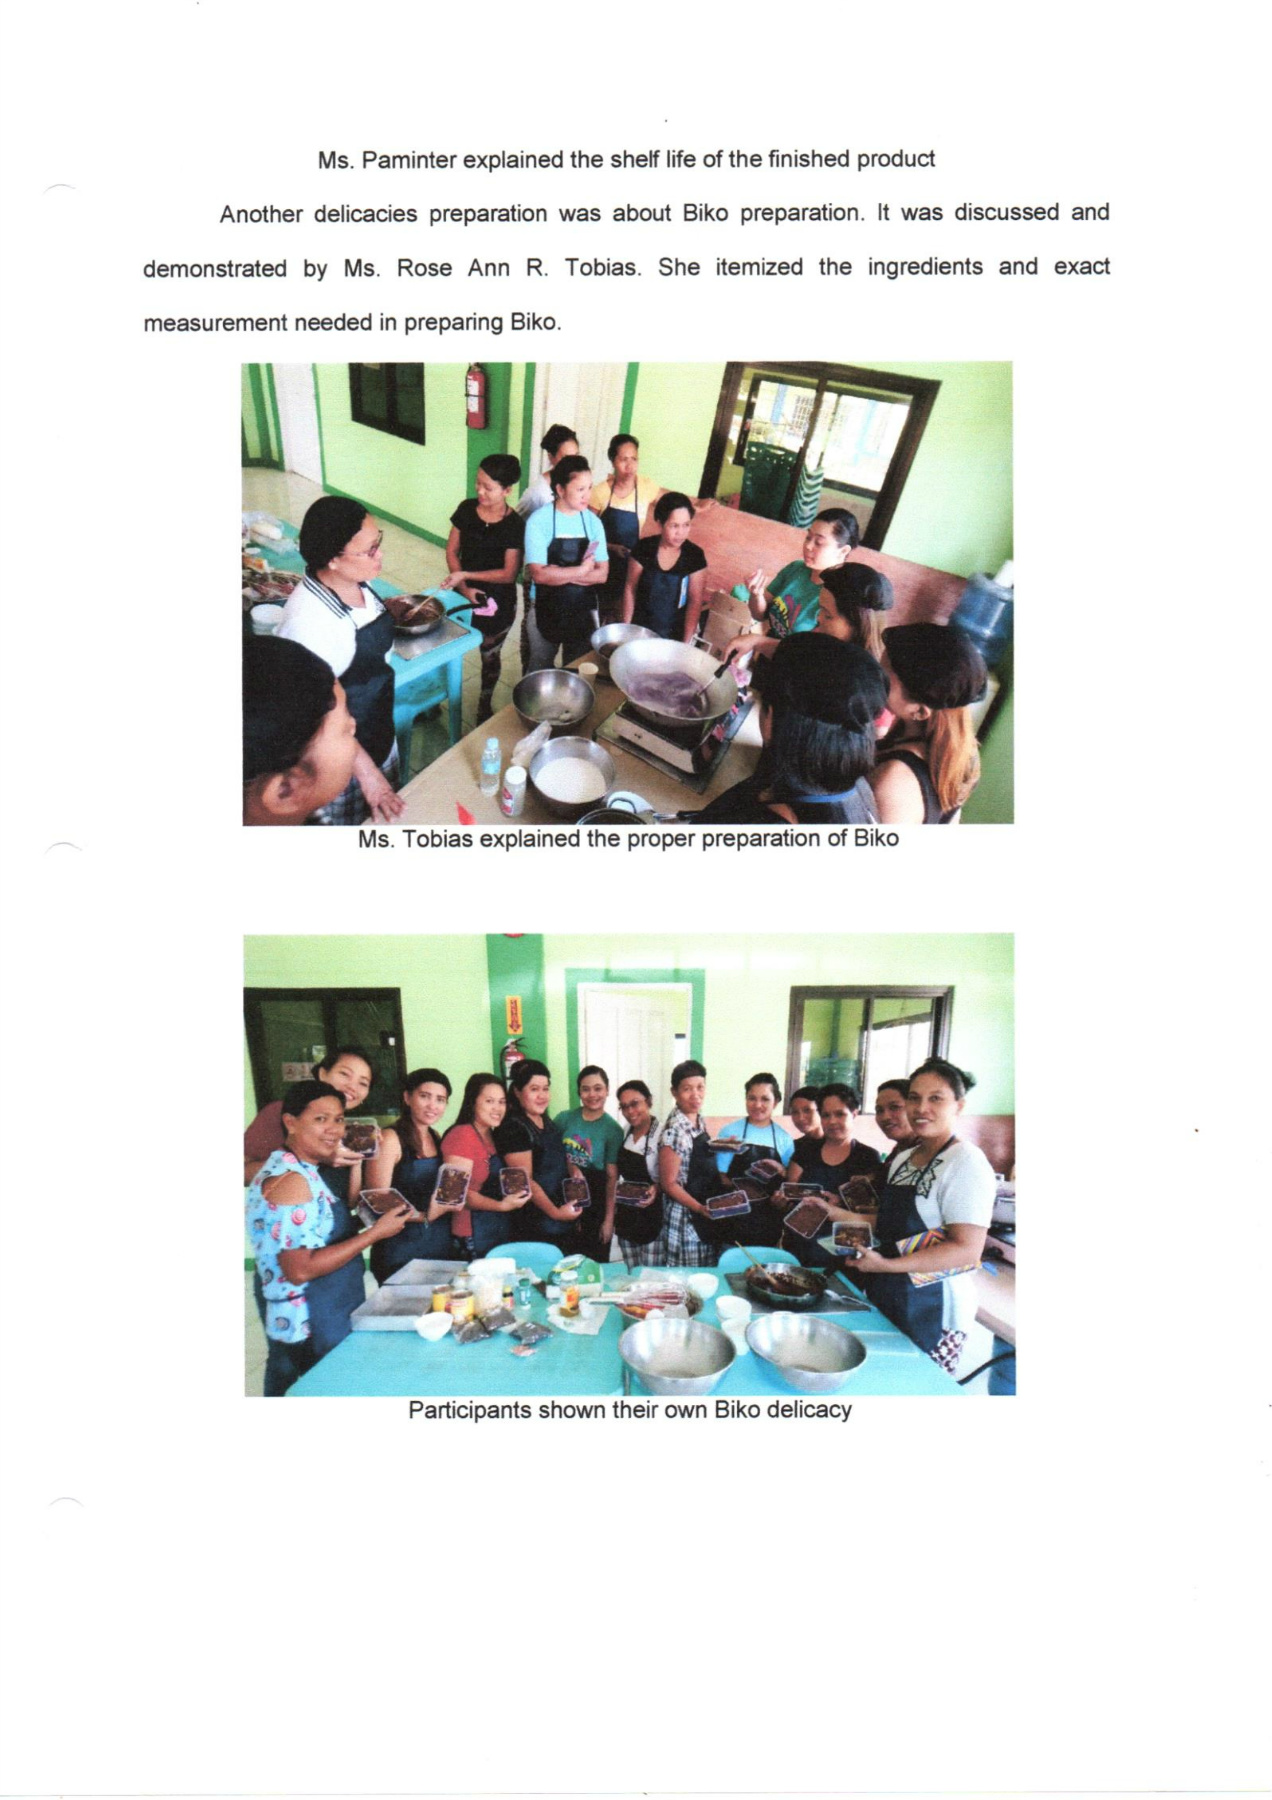 Ms. Paminter explained the shelf life of the finished product
Another delicacies preparation was about Biko preparation. It was discussed and
demonstrated by Ms. Rose Ann R. Tobias. She itemized the ingredients and exact
measurement needed in preparing Biko.
Ms. Tobias explained the proper preparation of Biko
Participants shown their own Biko delicacy